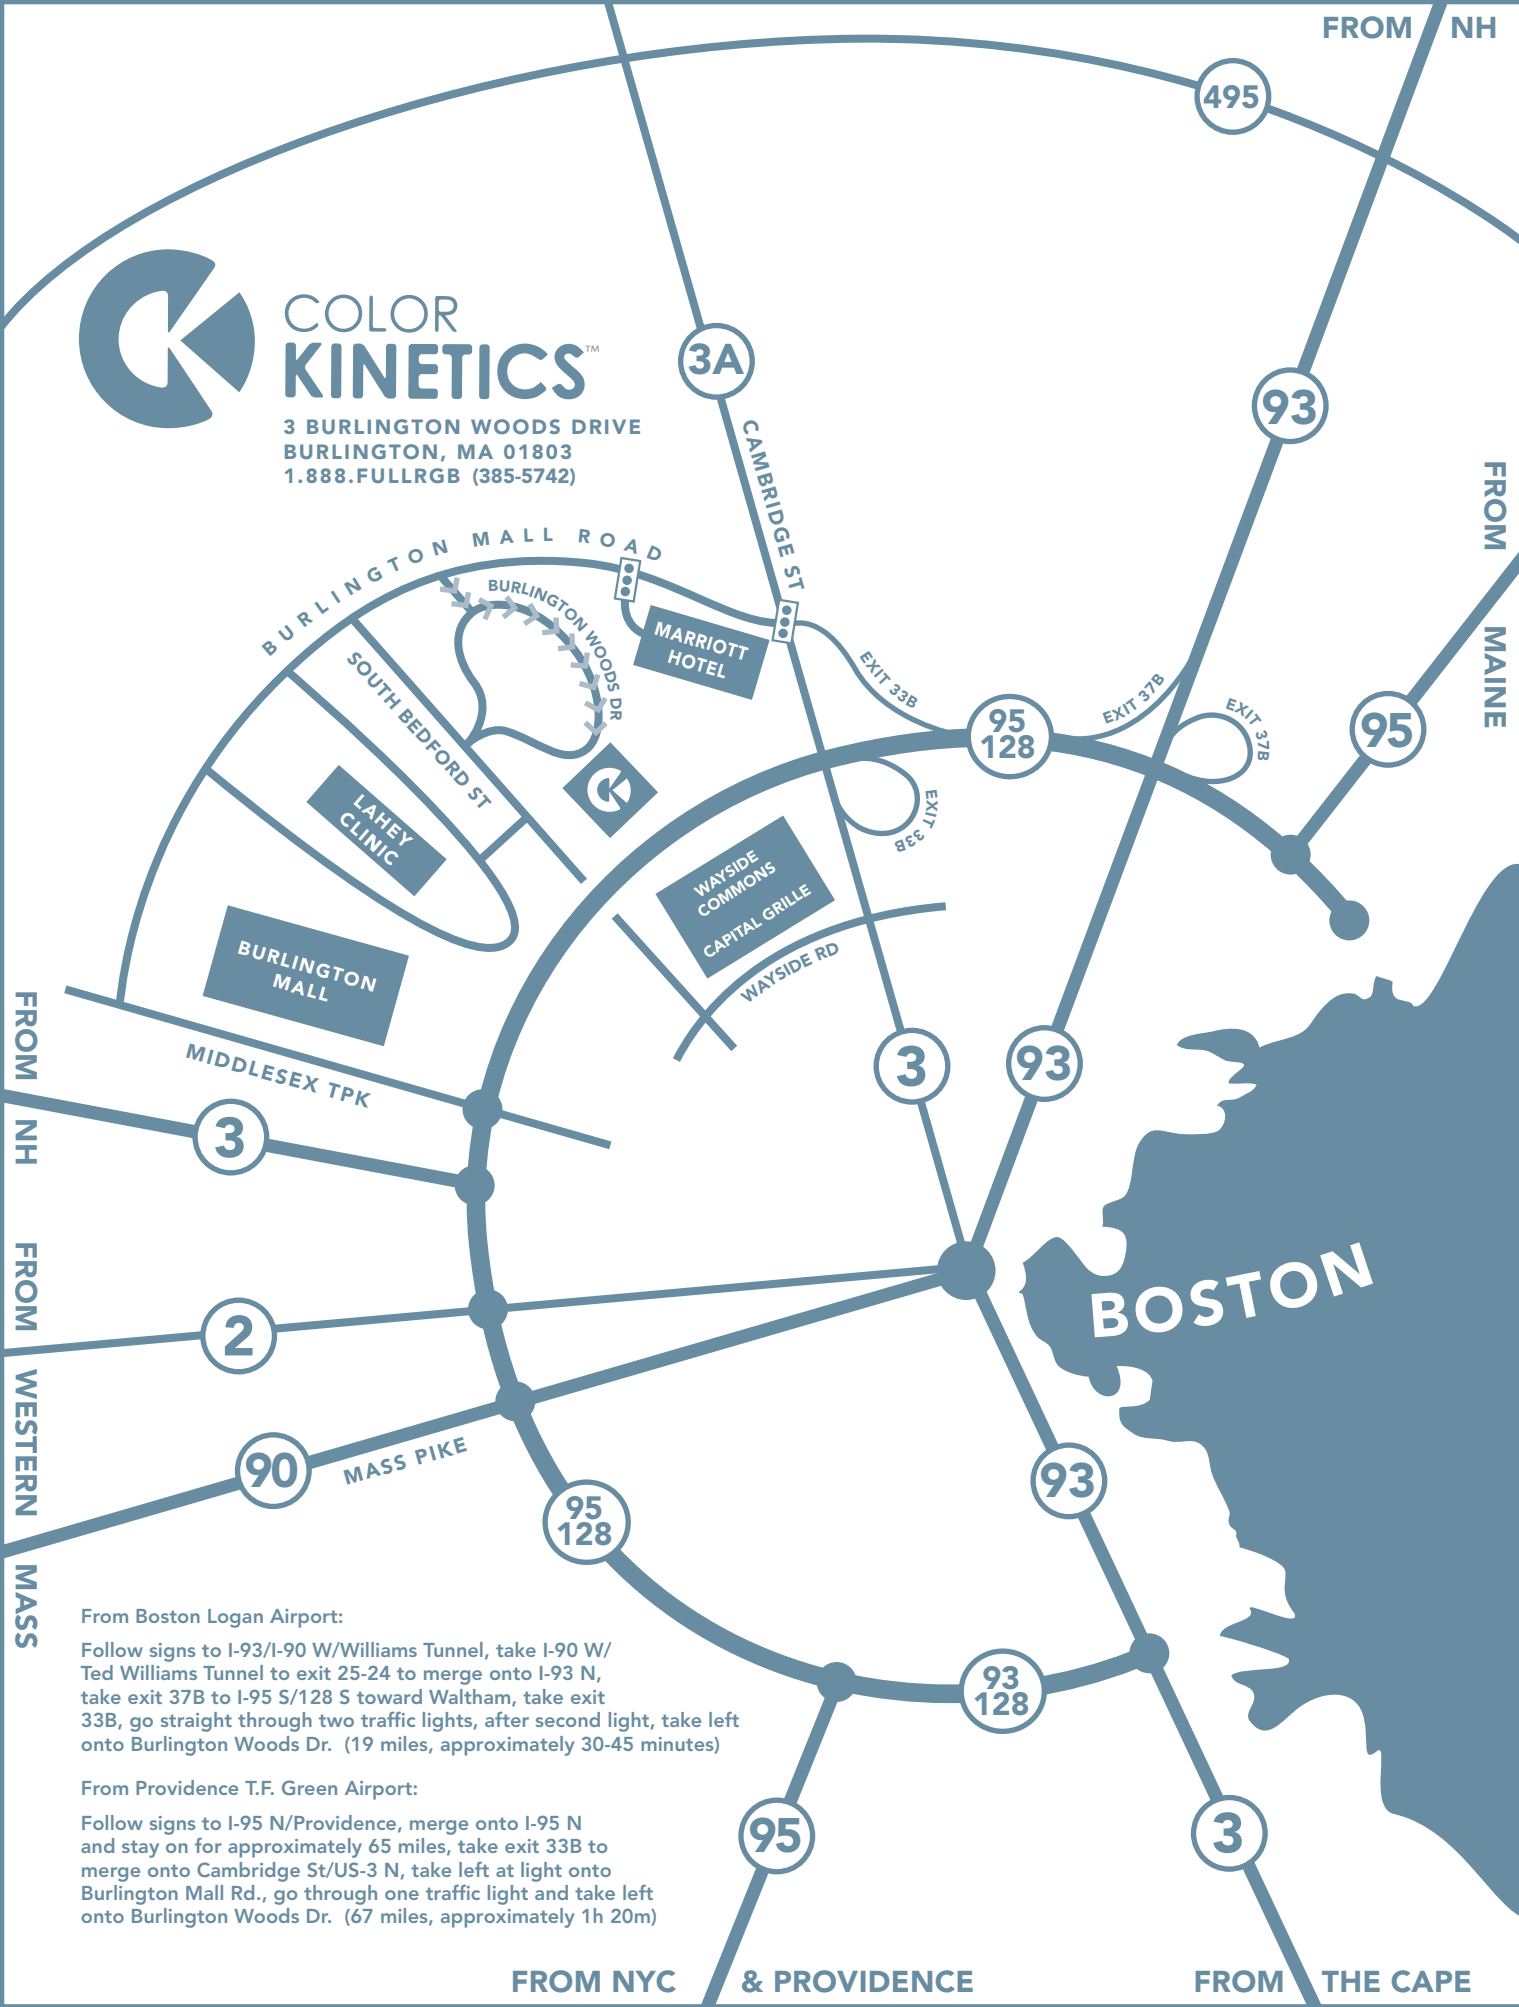 FROM NH
495
COLOR
KINETICS™
3 BURLINGTON WOODS DRIVE
BURLINGTON, MA 01803
1.888.FULLRGB (385-5742)
3A
93
CAMBRIDGE ST
FROM MAINE
BURLINGTON MALL ROAD
BURLINGTON WOODS DR
MARRIOTT
HOTEL
EXIT 33B
EXIT 37B
EXIT 37B
95
95
128
SOUTH BEDFORD ST
LAHEY
CLINIC
EXIT 33B
WAYSIDE
COMMONS
CAPITAL GRILLE
WAYSIDE RD
BURLINGTON
MALL
MIDDLESEX TPK
FROM NH
3
3
93
BOSTON
FROM WESTERN MASS
2
90
MASS PIKE
93
95
128
From Boston Logan Airport:
Follow signs to I-93/I-90 W/Williams Tunnel, take I-90 W/
Ted Williams Tunnel to exit 25-24 to merge onto I-93 N,
take exit 37B to I-95 S/128 S toward Waltham, take exit
33B, go straight through two traffic lights, after second light, take left
onto Burlington Woods Dr. (19 miles, approximately 30-45 minutes)
93
128
From Providence T.F. Green Airport:
Follow signs to I-95 N/Providence, merge onto I-95 N
and stay on for approximately 65 miles, take exit 33B to
merge onto Cambridge St/US-3 N, take left at light onto
Burlington Mall Rd., go through one traffic light and take left
onto Burlington Woods Dr. (67 miles, approximately 1h 20m)
95
3
FROM NYC & PROVIDENCE
FROM THE CAPE